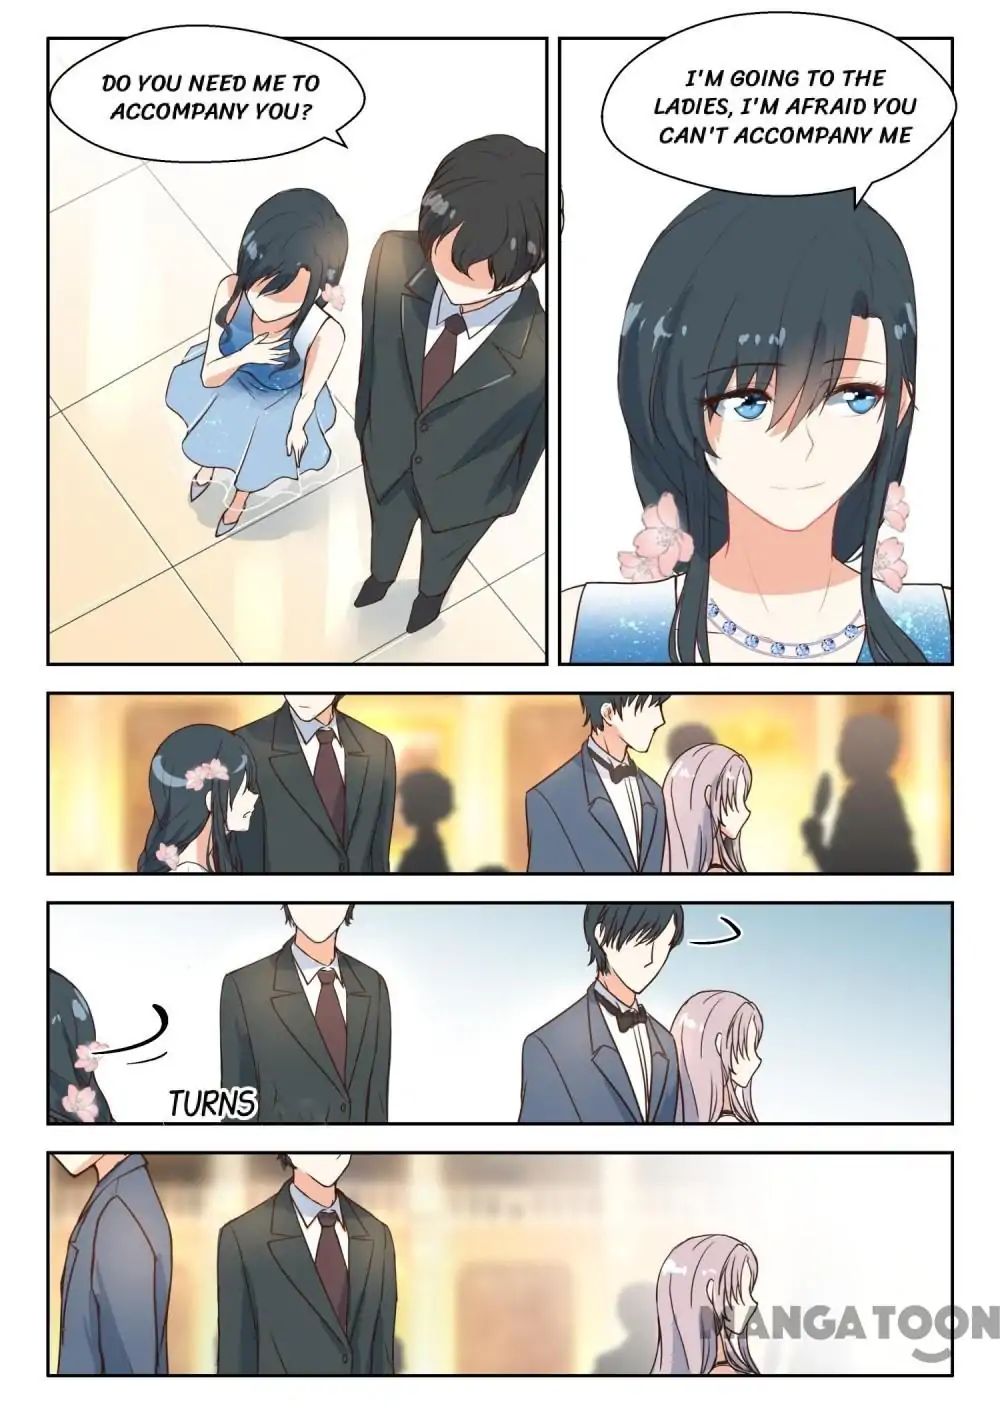 DO YOU NEED ME TO
ACCOMPANY YOU?
I'M GOING TO THE
LADIES, I'M AFRAID YOU
CAN'T ACCOMPANY ME
TURNS
MANGATOON